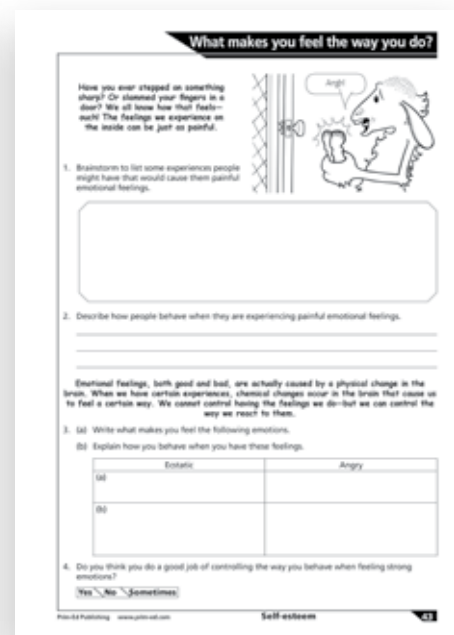 What makes you feel the way you do?
Have you ever stepped on something
sharp? Or slammed your fingers in a
door? We all know how that feels—
ouch! The feelings we experience on
the inside can be just as painful.
Argh!
1. Brainstorm to list some experiences people
might have that would cause them painful
emotional feelings.
2. Describe how people behave when they are experiencing painful emotional feelings.
Emotional feelings, both good and bad, are actually caused by a physical change in the
brain. When we have certain experiences, chemical changes occur in the brain that cause us
to feel a certain way. We cannot control having the feelings we do—but we can control the
way we react to them.
3. (a) Write what makes you feel the following emotions.
(b) Explain how you behave when you have these feelings.
Ecstatic Angry
(a)
(b)
4. Do you think you do a good job of controlling the way you behave when feeling strong
emotions?
Yes No Sometimes
Prim-Ed Publishing www.prim-ed.com Self-esteem 43